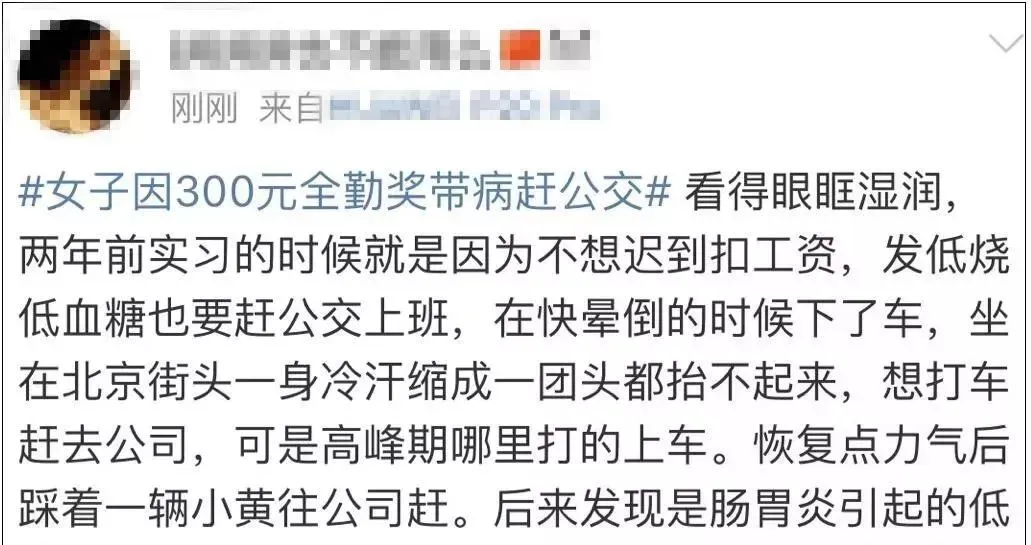 刚刚 来自
#女子因300元全勤奖带病赶公交# 看得眼眶湿润，
两年前实习的时候就是因为不想迟到扣工资，发低烧
低血糖也要赶公交上班，在快晕倒的时候下了车，坐
在北京街头一身冷汗缩成一团头都抬不起来，想打车
赶去公司，可是高峰期哪里打的上车。恢复点力气后
踩着一辆小黄往公司赶。后来发现是肠胃炎引起的低